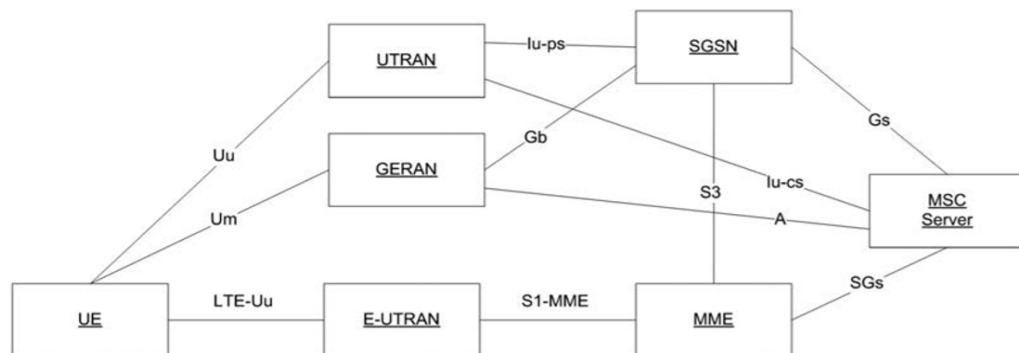 Iu-ps
SGSN
UTRAN
Gs
Gb
Uu
GERAN
Iu-cs
S3
MSC
Server
Um
A
SGs
LTE-Uu
S1-MME
UE
E-UTRAN
MME